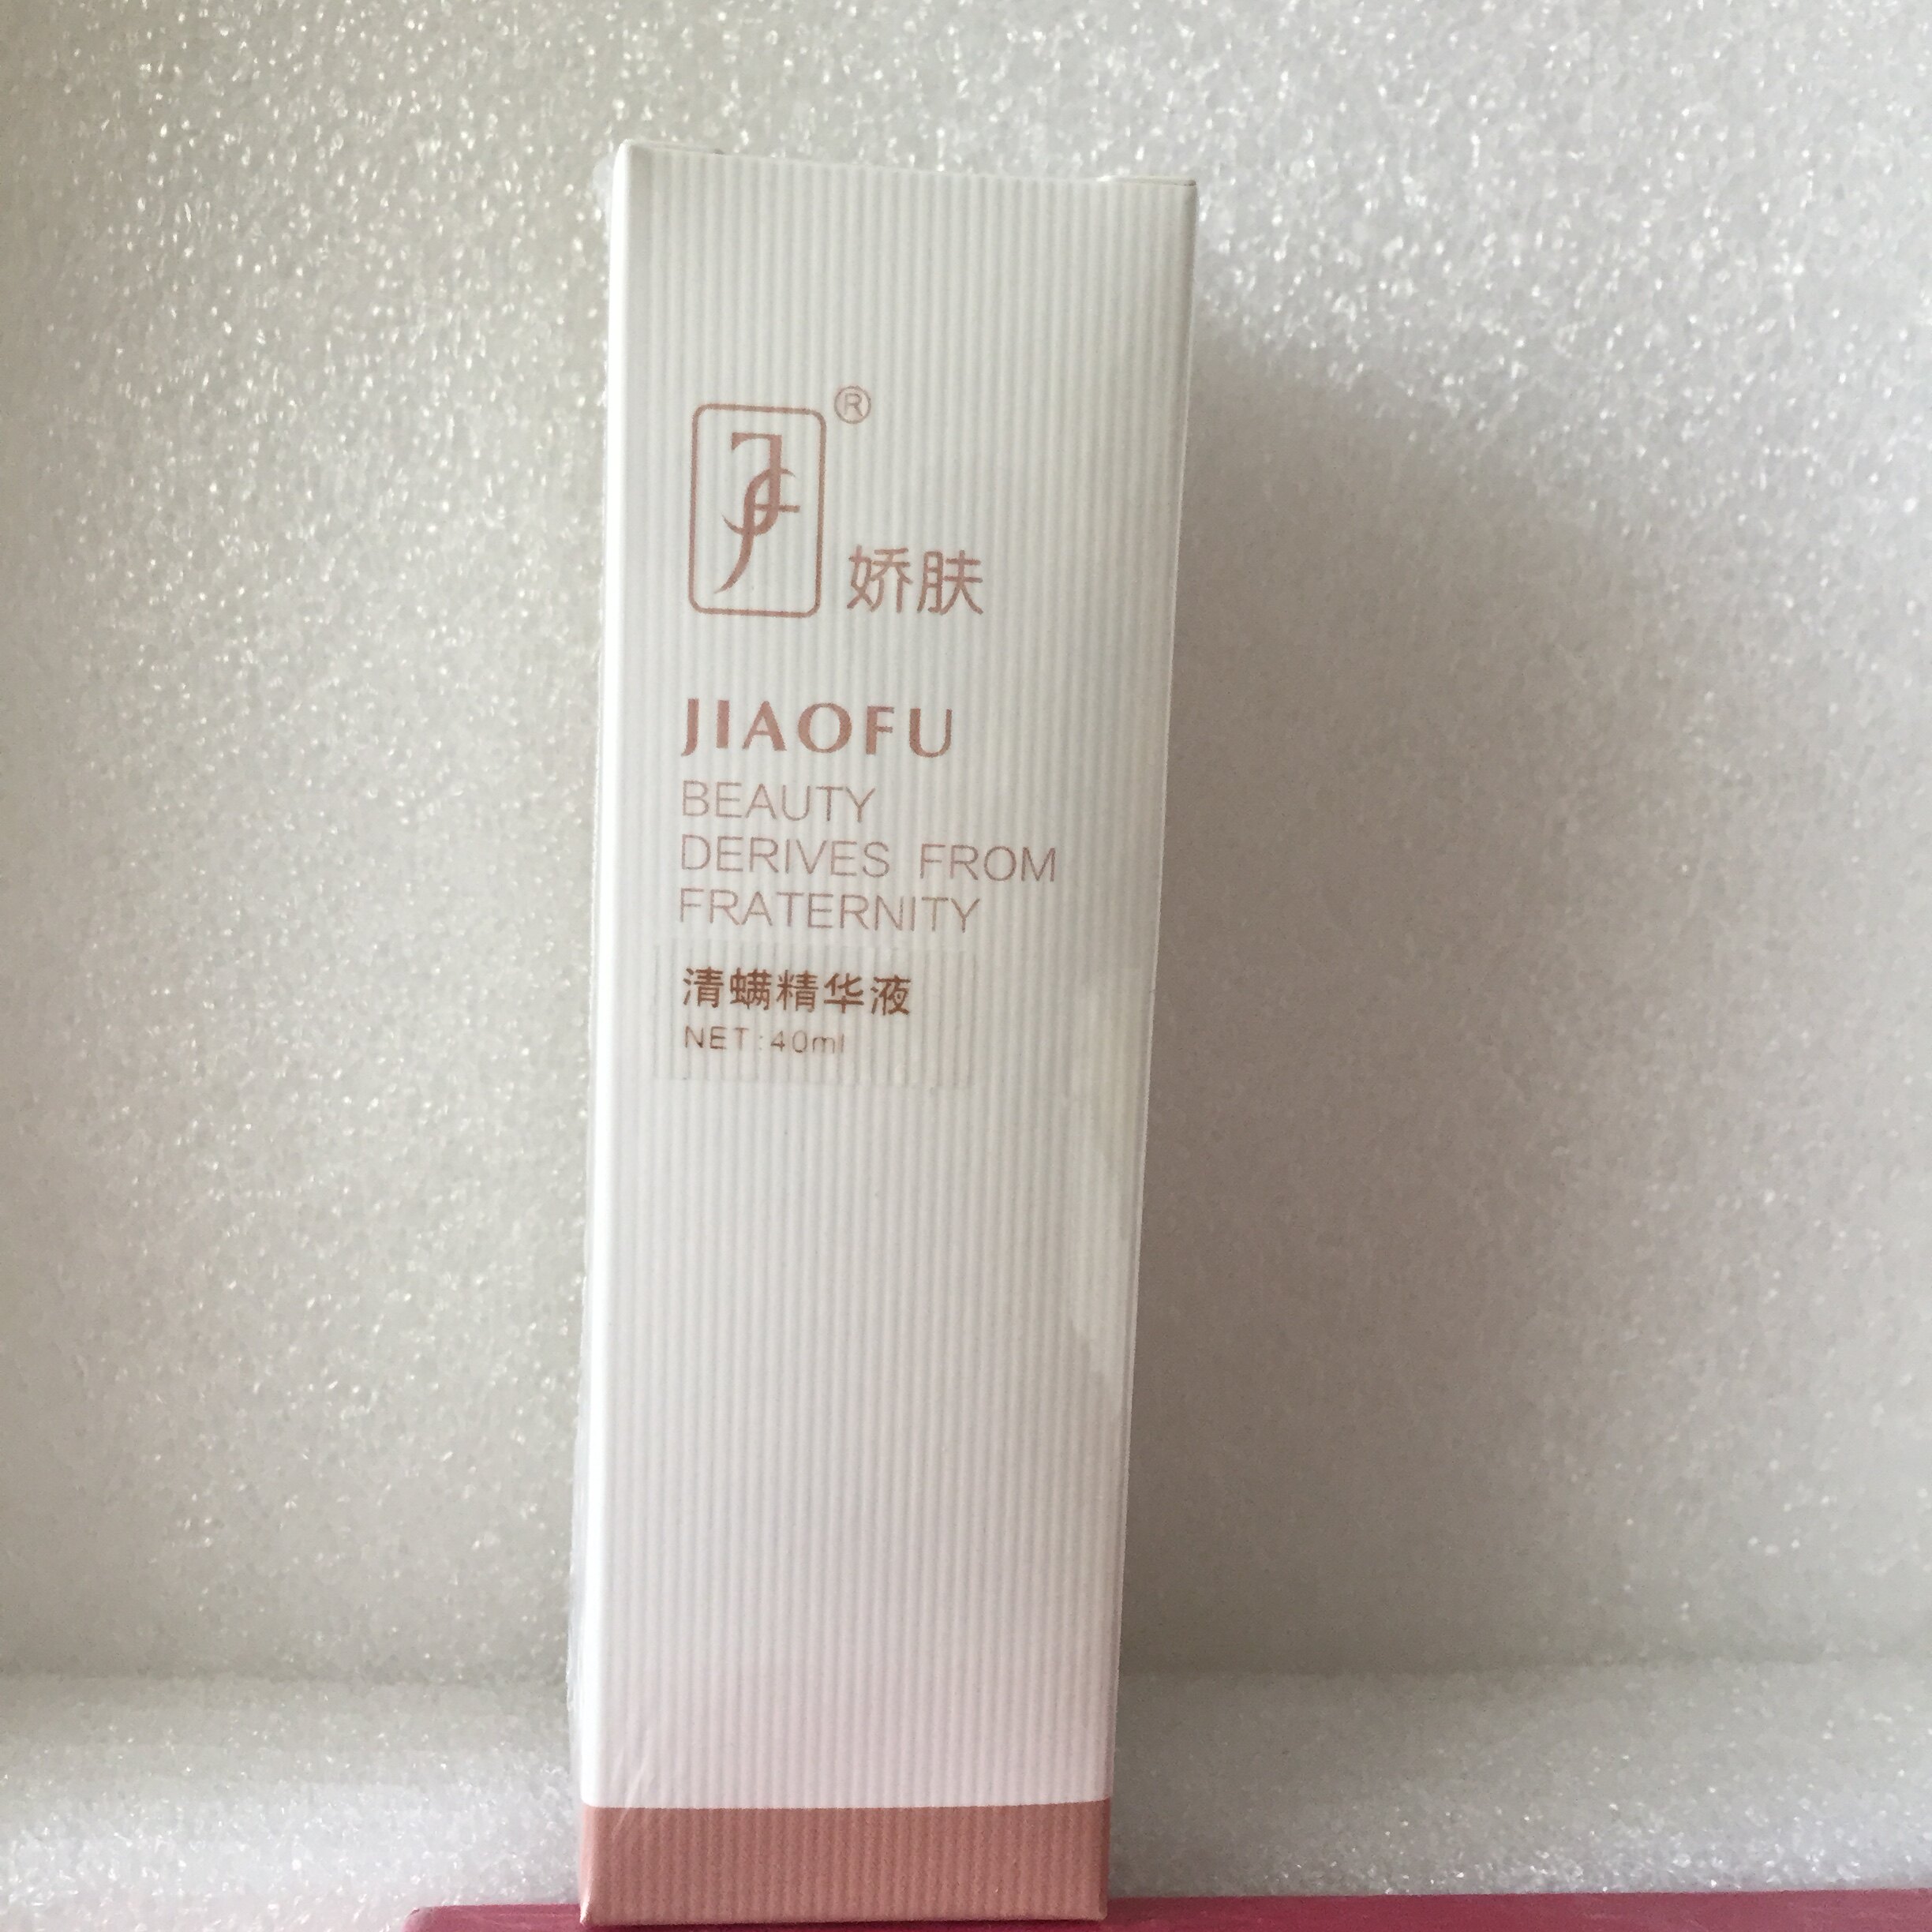 ®
娇肤
JIAOFU
BEAUTY
DERIVES FROM
FRATERNITY
清螨精华液
NET:40ml